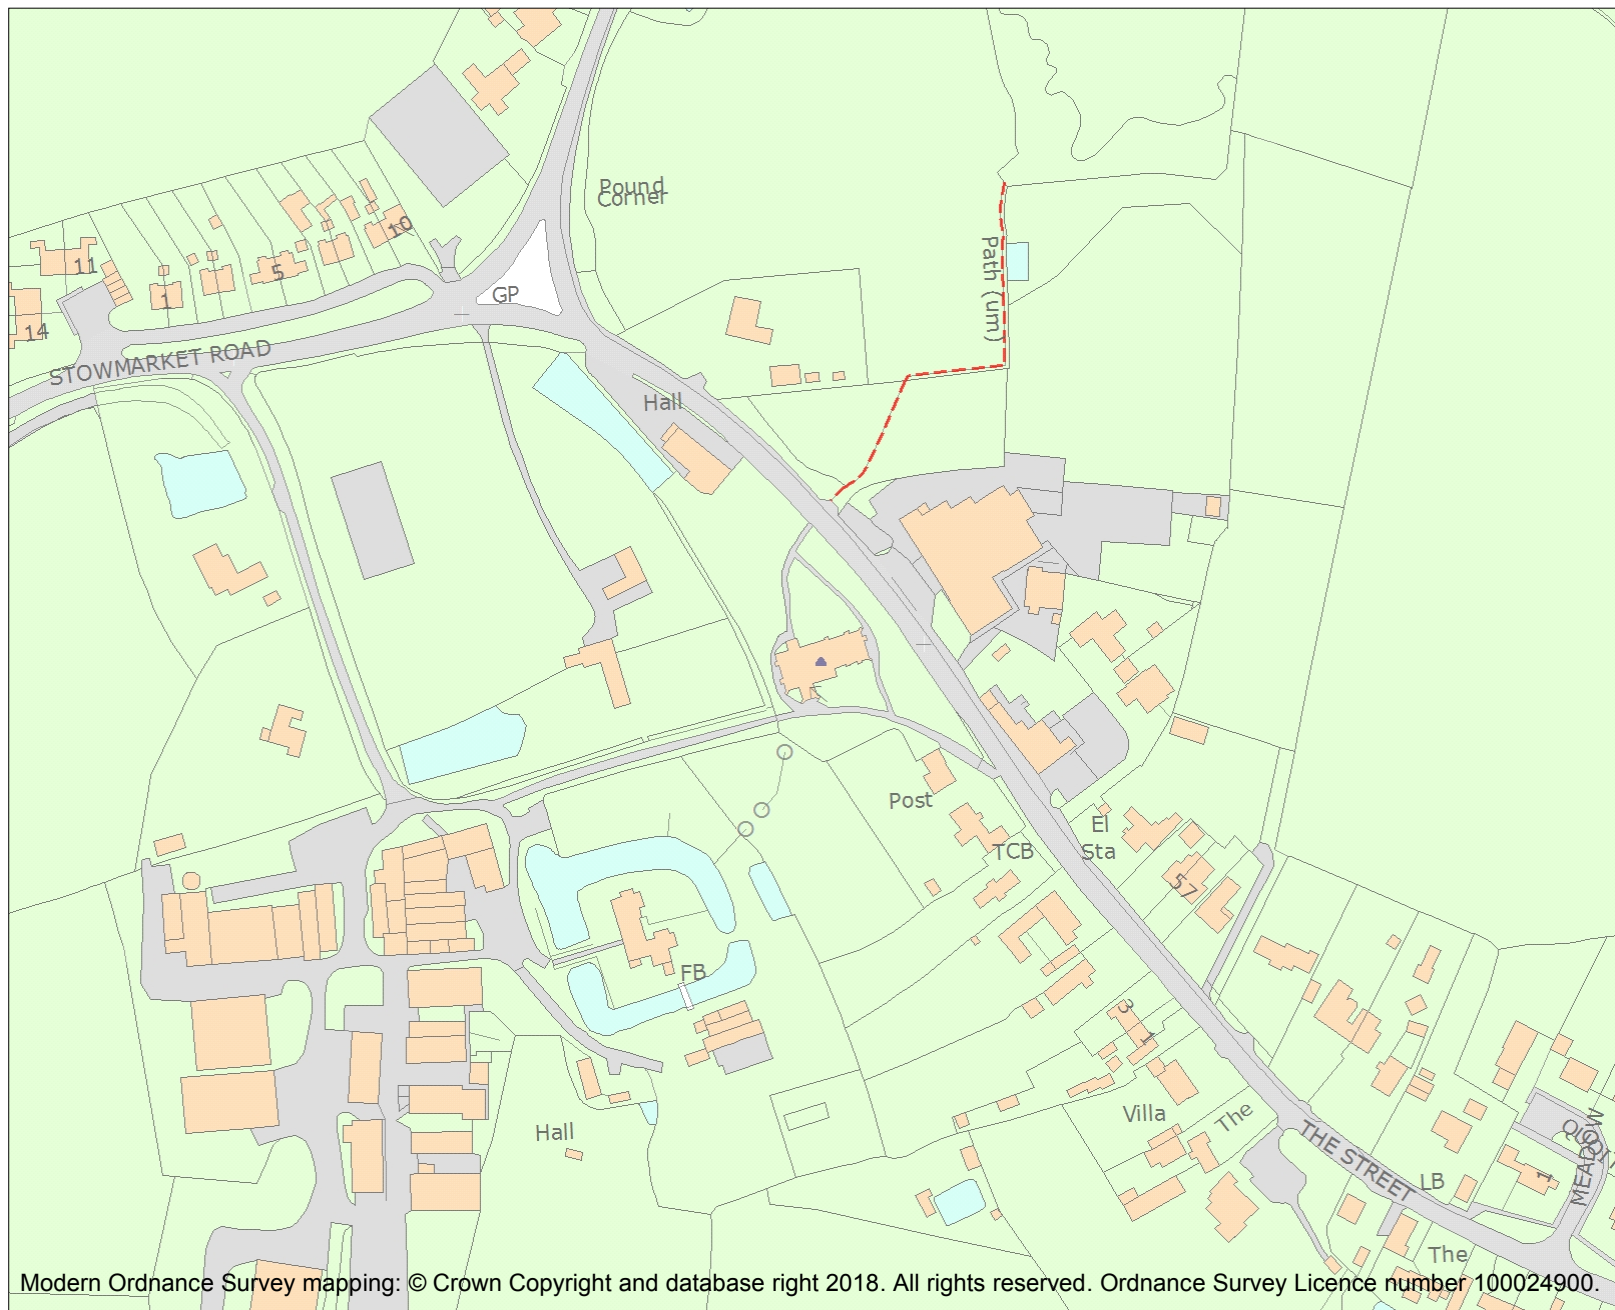 Pound
Corner
10
11
5
1
GP
14
STOWMARKET ROAD
Path (um)
Hall
Post
El
Sta
TCB
57
FB
3
1
Hall
Villa
The
THE STREET
LB
1
MEADOW
The
Modern Ordnance Survey mapping: © Crown Copyright and database right 2018. All rights reserved. Ordnance Survey Licence number 100024900.